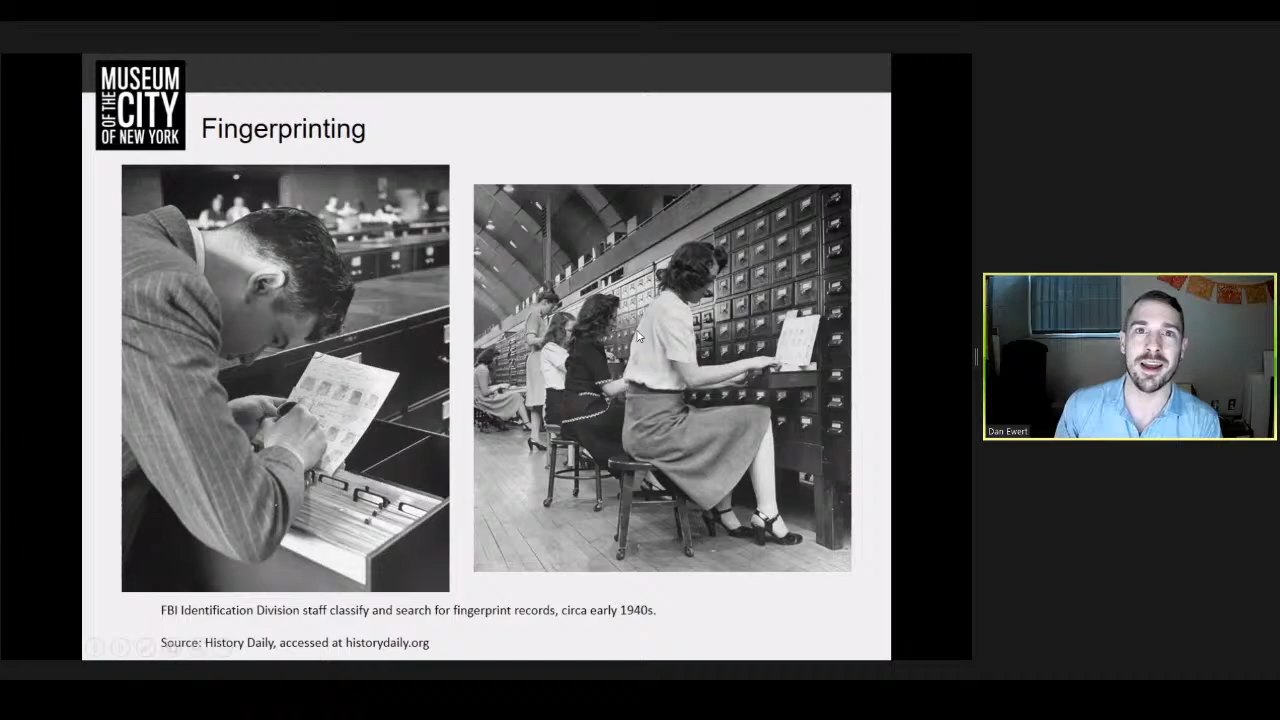 MUSEUM
OF THE CITY
OF NEW YORK
Fingerprinting
FBI Identification Division staff classify and search for fingerprint records, circa early 1940s.
Source: History Daily, accessed at historydaily.org
Dan Ewert